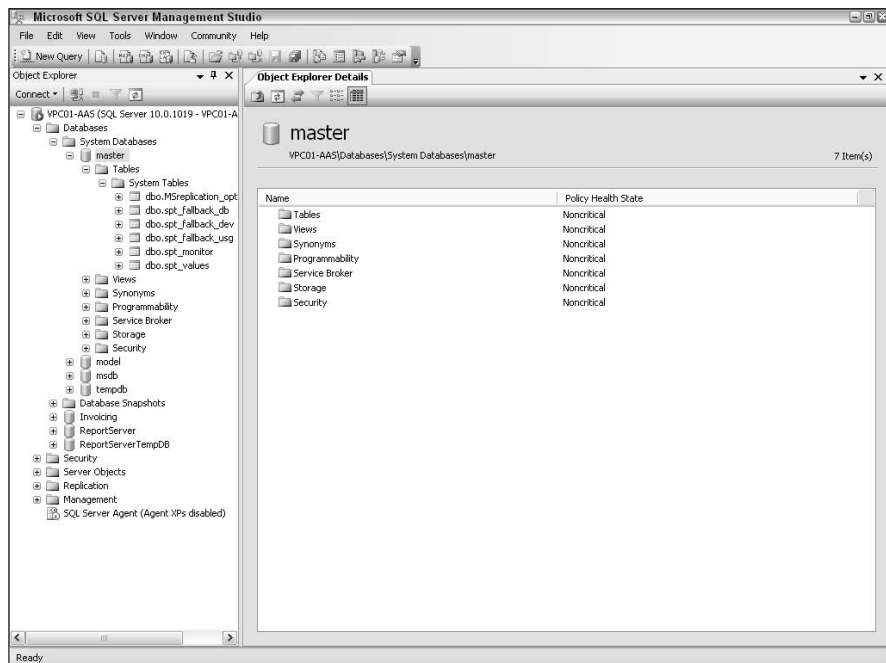 Microsoft SQL Server Management Studio
File Edit View Tools Window Community Help
New Query
Object Explorer
Connect
VPC01-AAS (SQL Server 10.0.1019 - VPC01-A
Databases
System Databases
master
Tables
System Tables
dbo.MSreplication_opt
dbo.spt_fallback_db
dbo.spt_fallback_dev
dbo.spt_fallback_usg
dbo.spt_monitor
dbo.spt_values
Views
Synonyms
Programmability
Service Broker
Storage
Security
model
msdb
tempdb
Database Snapshots
Invoicing
ReportServer
ReportServerTempDB
Security
Server Objects
Replication
Management
SQL Server Agent (Agent XPs disabled)
Object Explorer Details
master
VPC01-AAS\Databases\System Databases\master 7 Item(s)
Name Policy Health State
Tables Noncritical
Views Noncritical
Synonyms Noncritical
Programmability Noncritical
Service Broker Noncritical
Storage Noncritical
Security Noncritical
Ready